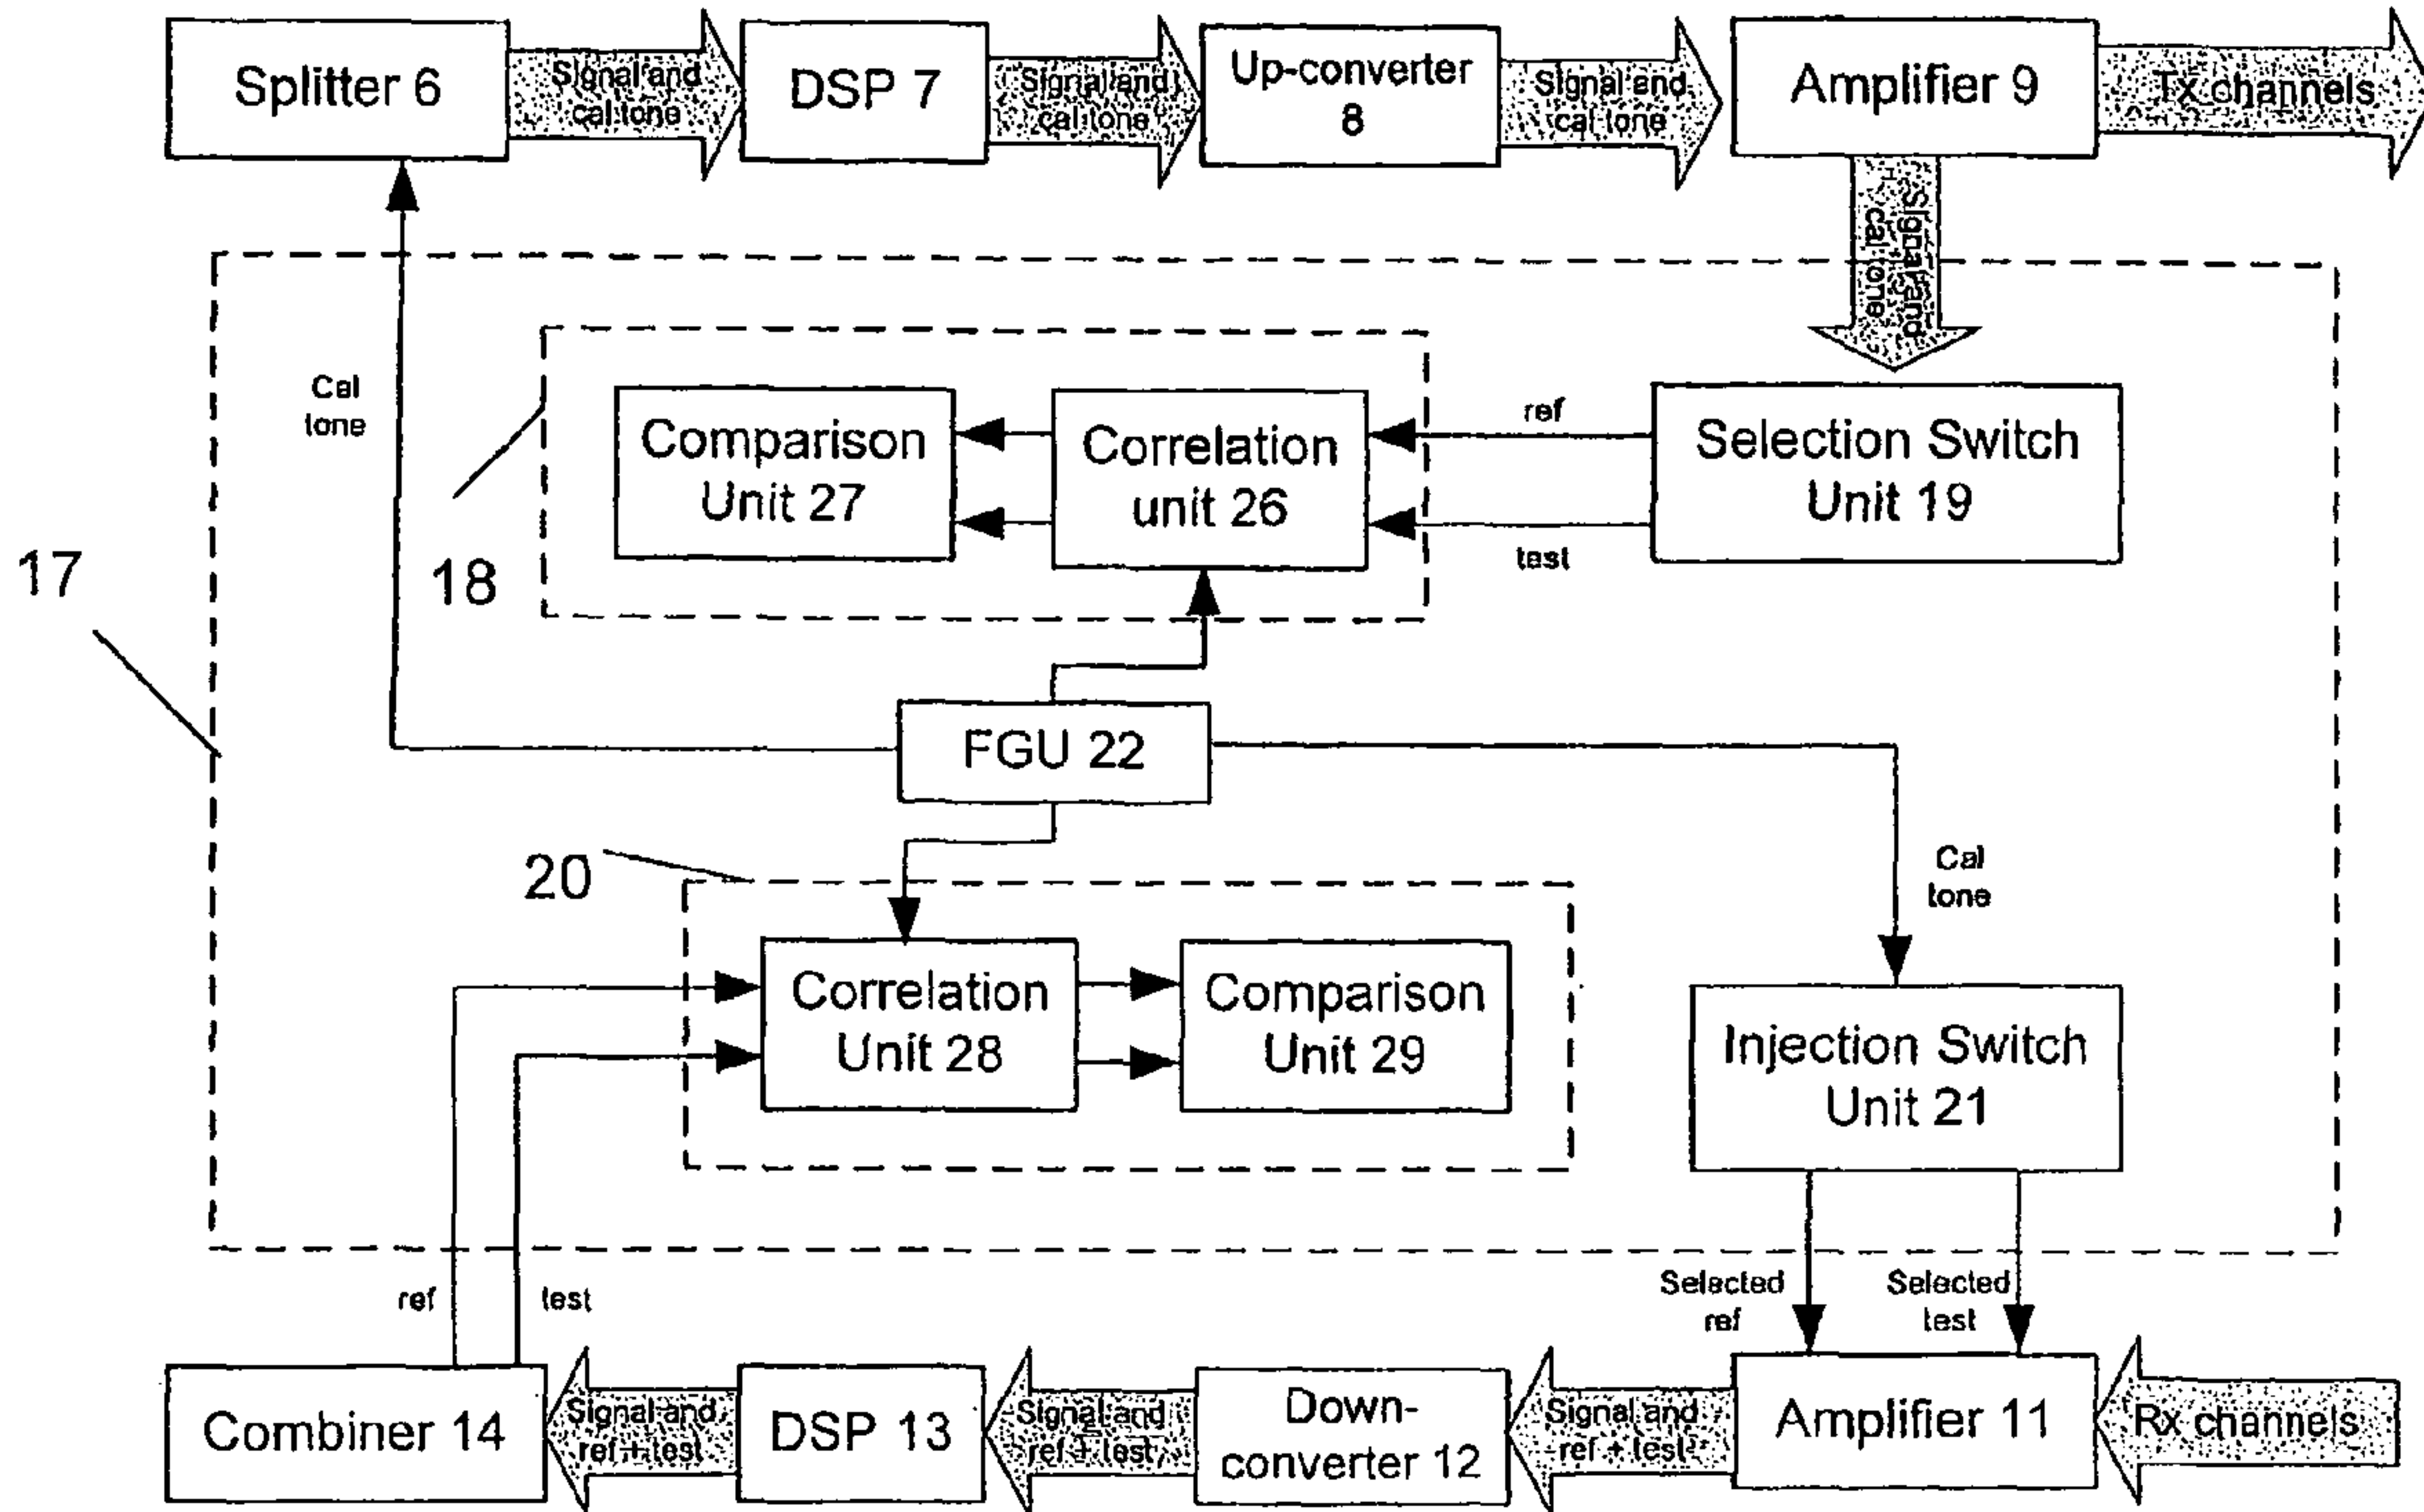 Splitter 6
Signal and
cal tone
DSP 7
Signal and
cal tone
Up-converter
8
Signal and
cal tone
Amplifier 9
Tx channels
Signal and
cal tone
Cal
tone
17
18
Comparison
Unit 27
Correlation
unit 26
ref
test
Selection Switch
Unit 19
FGU 22
20
Cal
tone
Correlation
Unit 28
Comparison
Unit 29
Injection Switch
Unit 21
ref
test
Selected
ref
Selected
test
Combiner 14
Signal and
ref + test
DSP 13
Signal and
ref + test
Down-
converter 12
Signal and
ref + test
Amplifier 11
Rx channels